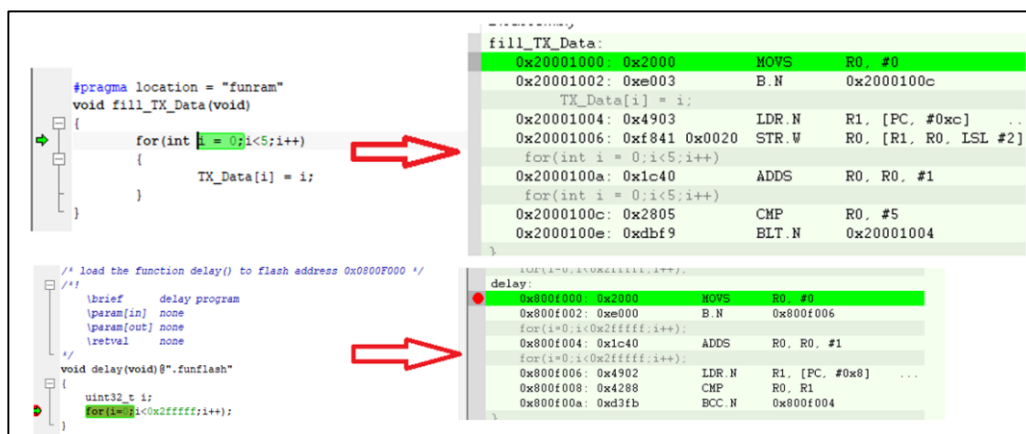 #pragma location = "funram"
void fill_TX_Data(void)
{
for(int i = 0;i<5;i++)
{
TX_Data[i] = i;
}
}
fill_TX_Data:
0x20001000: 0x2000 MOVS R0, #0
0x20001002: 0xe003 B.N 0x2000100c
TX_Data[i] = i;
0x20001004: 0x4903 LDR.N R1, [PC, #0xc] ...
0x20001006: 0xf841 0x0020 STR.W R0, [R1, R0, LSL #2]
for(int i = 0;i<5;i++)
0x2000100a: 0x1c40 ADDS R0, R0, #1
for(int i = 0;i<5;i++)
0x2000100c: 0x2805 CMP R0, #5
0x2000100e: 0xdbf9 BLT.N 0x20001004
}
/* load the function delay() to flash address 0x0800F000 */
/*!
\brief delay program
\param[in] none
\param[out] none
\retval none
*/
void delay(void)@".funflash"
{
uint32_t i;
for(i=0;i<0x2fffff;i++);
}
for(i=0;i<0x2fffff;i++);
delay:
0x800f000: 0x2000 MOVS R0, #0
0x800f002: 0xe000 B.N 0x800f006
for(i=0;i<0x2fffff;i++);
0x800f004: 0x1c40 ADDS R0, R0, #1
for(i=0;i<0x2fffff;i++);
0x800f006: 0x4902 LDR.N R1, [PC, #0x8] ...
0x800f008: 0x4288 CMP R0, R1
0x800f00a: 0xd3fb BCC.N 0x800f004
}